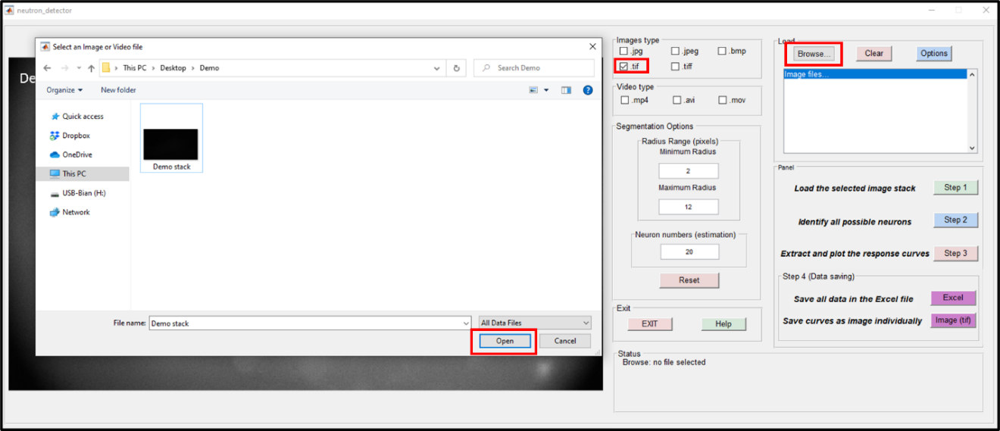 neutron_detector
De
Select an Image or Video file
This PC > Desktop > Demo
Search Demo
Organize
New folder
Quick access
Dropbox
OneDrive
This PC
USB-Bian (H:)
Network
Demo stack
File name: Demo stack
All Data Files
Open
Cancel
Images type
.jpg
.jpeg
.bmp
.tif
.tiff
Video type
.mp4
.avi
.mov
Segmentation Options
Radius Range (pixels)
Minimum Radius
2
Maximum Radius
12
Neuron numbers (estimation)
20
Reset
Exit
EXIT
Help
Load
Browse...
Clear
Options
Image files...
Panel
Load the selected image stack
Step 1
Identify all possible neurons
Step 2
Extract and plot the response curves
Step 3
Step 4 (Data saving)
Save all data in the Excel file
Excel
Save curves as image individually
Image (tif)
Status
Browse: no file selected